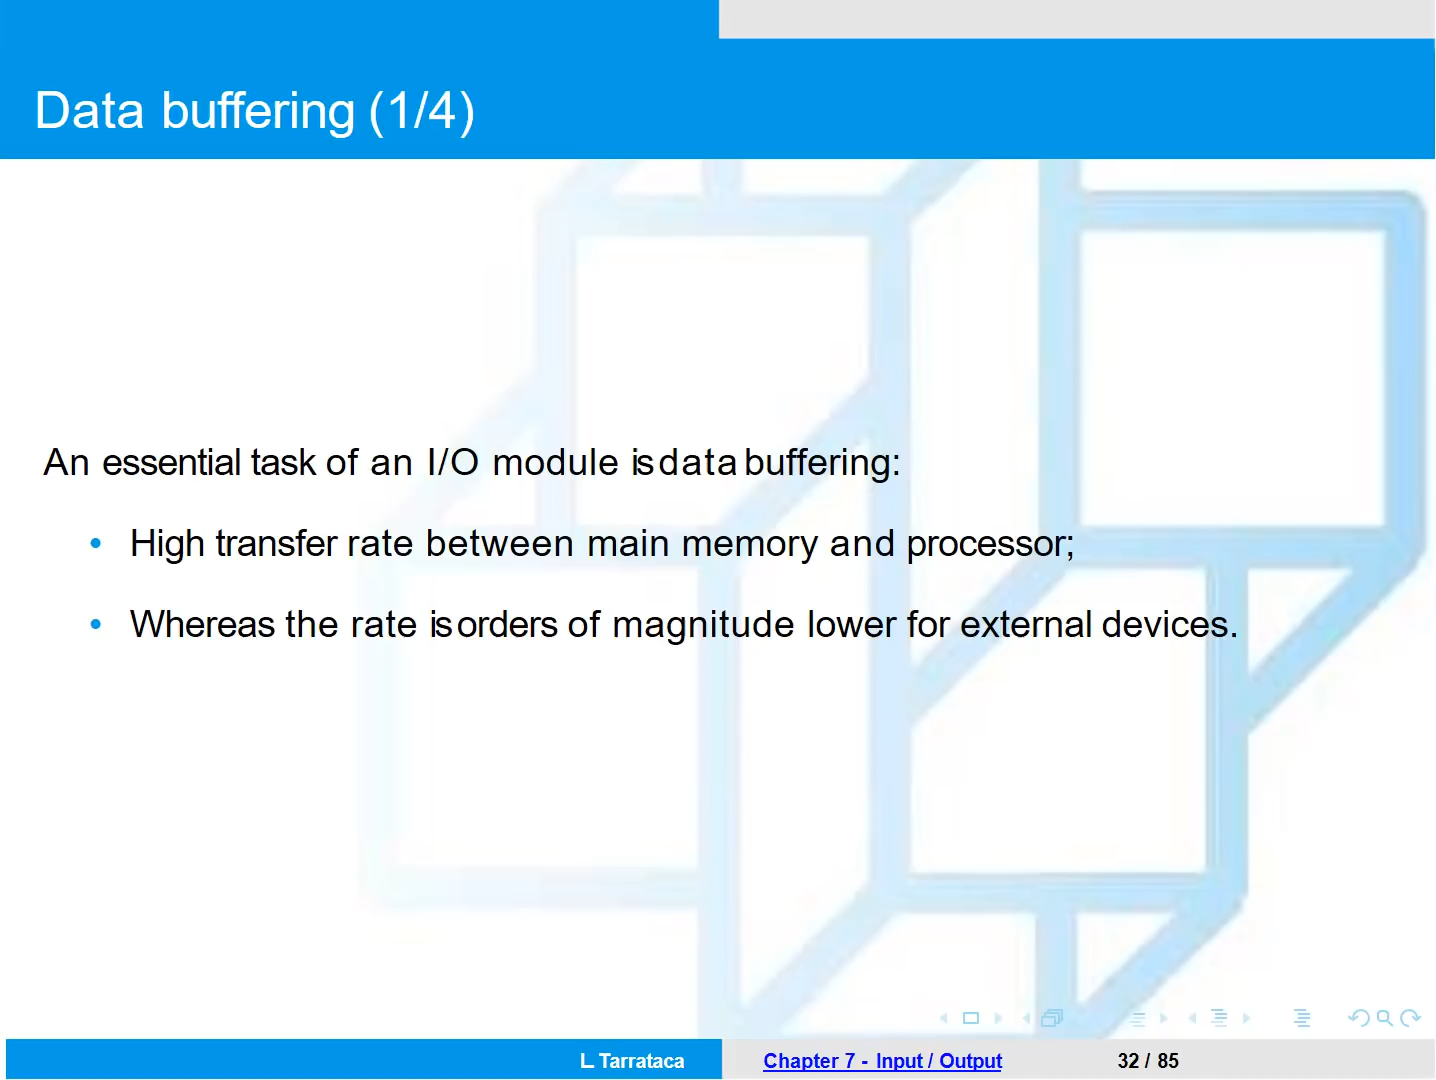 Data buffering (1/4)
An essential task of an I/O module is data buffering:
• High transfer rate between main memory and processor;
• Whereas the rate is orders of magnitude lower for external devices.
L Tarrataca
Chapter 7 - Input / Output
32 / 85